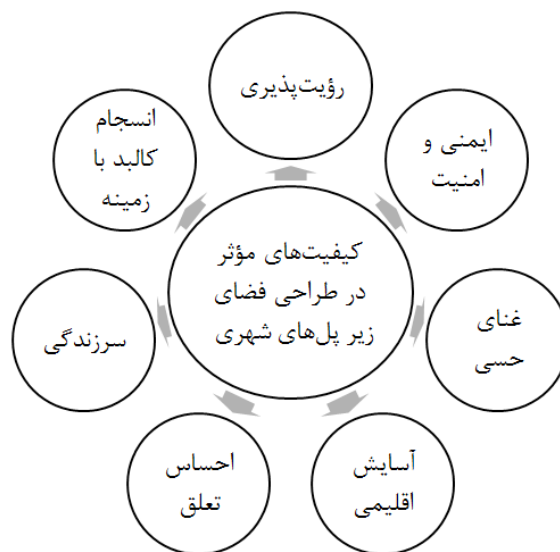 رؤیت‌پذیری
ایمنی و
امنیت
غنای
حسی
آسایش
اقلیمی
احساس
تعلق
سرزندگی
انسجام
کالبد با
زمینه
کیفیت‌های مؤثر
در طراحی فضای
زیر پل‌های شهری